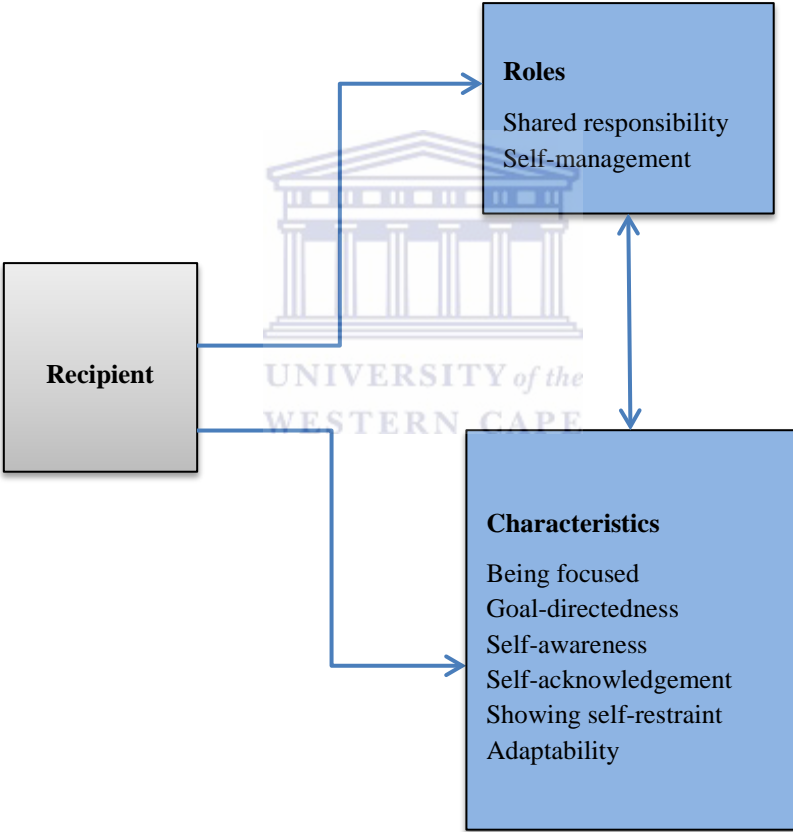 Roles
Shared responsibility
Self-management
Recipient
UNIVERSITY of the
WESTERN CAPE
Characteristics
Being focused
Goal-directedness
Self-awareness
Self-acknowledgement
Showing self-restraint
Adaptability